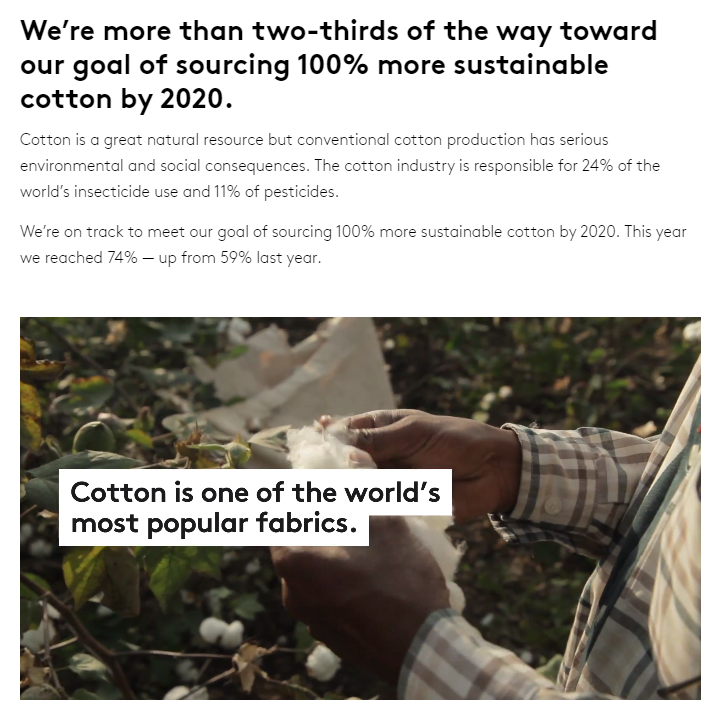 We’re more than two-thirds of the way toward
our goal of sourcing 100% more sustainable
cotton by 2020.
Cotton is a great natural resource but conventional cotton production has serious
environmental and social consequences. The cotton industry is responsible for 24% of the
world’s insecticide use and 11% of pesticides.
We’re on track to meet our goal of sourcing 100% more sustainable cotton by 2020. This year
we reached 74% — up from 59% last year.
Cotton is one of the world’s
most popular fabrics.